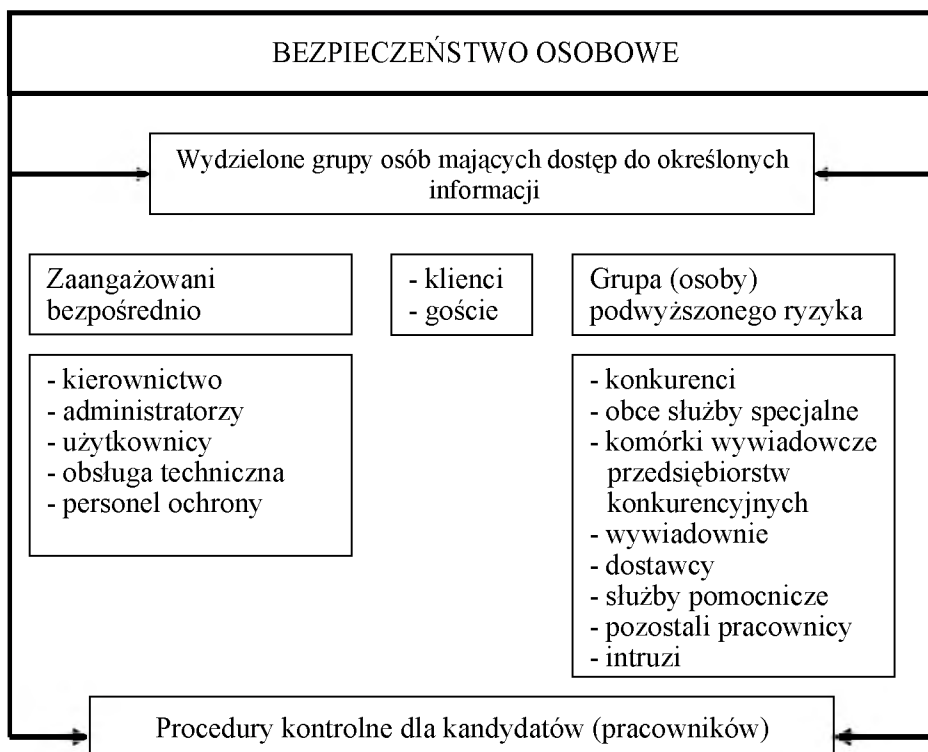 BEZPIECZEŃSTWO OSOBOWE
Wydzielone grupy osób mających dostęp do określonych
informacji
Zaangażowani
bezpośrednio
- kierownictwo
- administratorzy
- użytkownicy
- obsługa techniczna
- personel ochrony
- klienci
- goście
Grupa (osoby)
podwyższonego ryzyka
- konkurenci
- obce służby specjalne
- komórki wywiadowcze
przedsiębiorstw
konkurencyjnych
- wywiadownie
- dostawcy
- służby pomocnicze
- pozostali pracownicy
- intruzi
Procedury kontrolne dla kandydatów (pracowników)